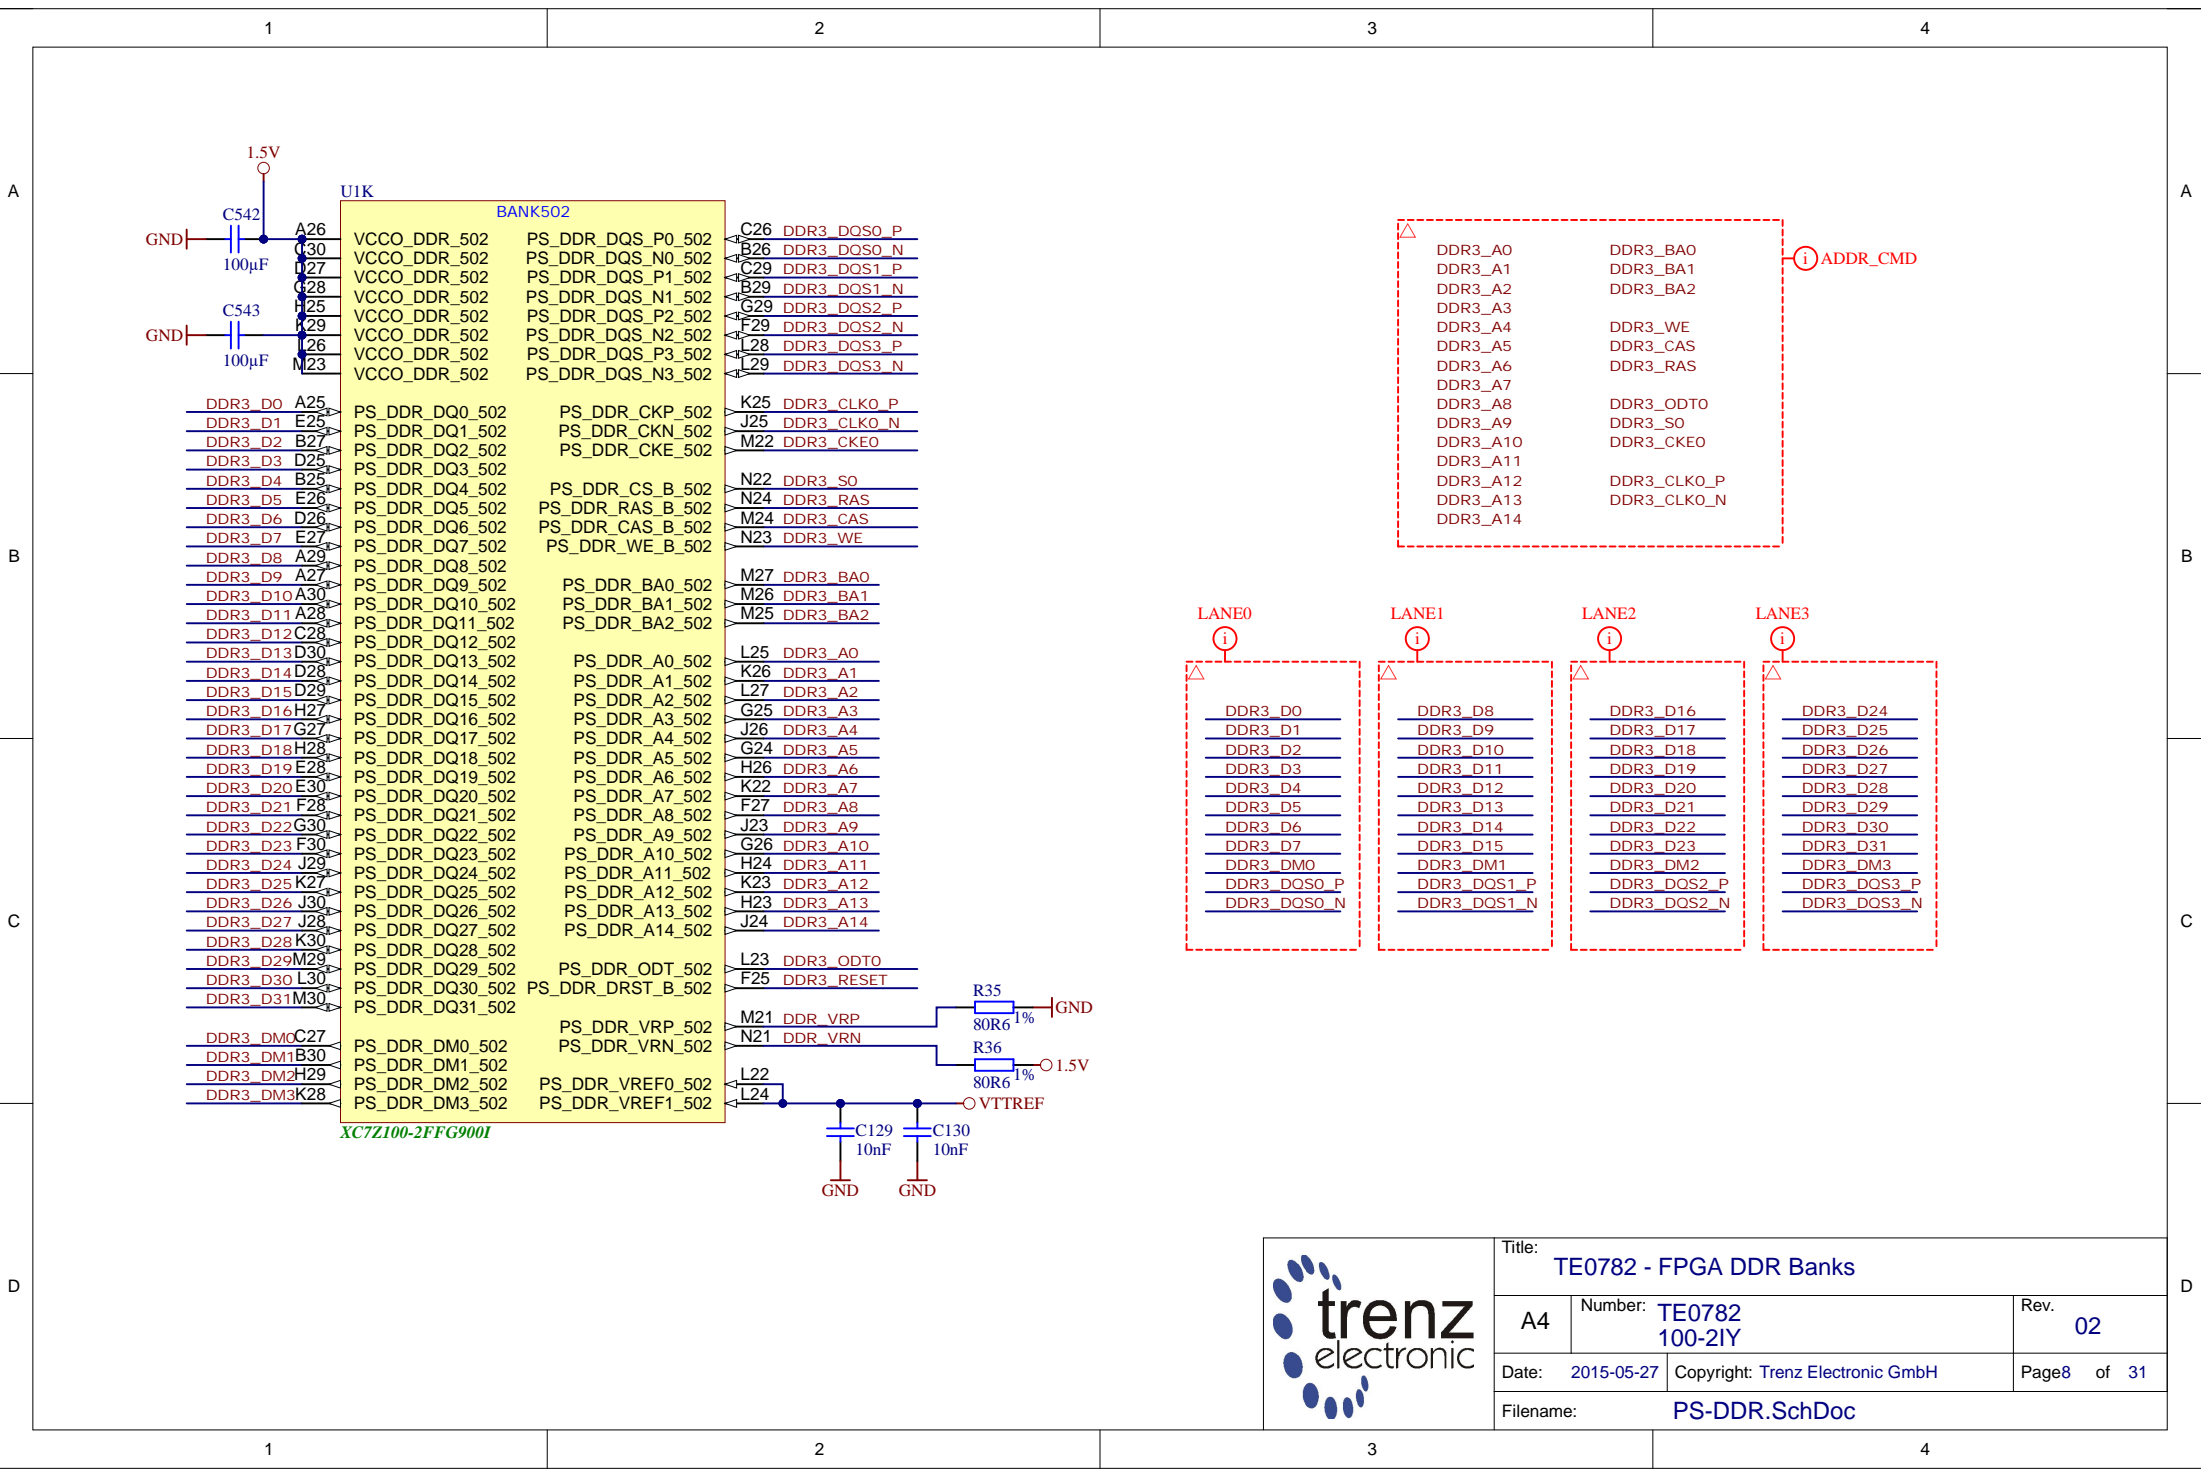 1 2 3 4
A A
B B
C C
D D
1.5V
U1K
BANK502
C542
GND
100µF
C543
GND
100µF
A26 VCCO_DDR_502 PS_DDR_DQS_P0_502 C26 DDR3_DQS0_P
C30 VCCO_DDR_502 PS_DDR_DQS_N0_502 B26 DDR3_DQS0_N
D27 VCCO_DDR_502 PS_DDR_DQS_P1_502 C29 DDR3_DQS1_P
G28 VCCO_DDR_502 PS_DDR_DQS_N1_502 B29 DDR3_DQS1_N
H25 VCCO_DDR_502 PS_DDR_DQS_P2_502 G29 DDR3_DQS2_P
K29 VCCO_DDR_502 PS_DDR_DQS_N2_502 F29 DDR3_DQS2_N
L26 VCCO_DDR_502 PS_DDR_DQS_P3_502 L28 DDR3_DQS3_P
M23 VCCO_DDR_502 PS_DDR_DQS_N3_502 L29 DDR3_DQS3_N
DDR3_D0 A25 PS_DDR_DQ0_502 PS_DDR_CKP_502 K25 DDR3_CLK0_P
DDR3_D1 E25 PS_DDR_DQ1_502 PS_DDR_CKN_502 J25 DDR3_CLK0_N
DDR3_D2 B27 PS_DDR_DQ2_502 PS_DDR_CKE_502 M22 DDR3_CKE0
DDR3_D3 D25 PS_DDR_DQ3_502
DDR3_D4 B25 PS_DDR_DQ4_502 PS_DDR_CS_B_502 N22 DDR3_S0
DDR3_D5 E26 PS_DDR_DQ5_502 PS_DDR_RAS_B_502 N24 DDR3_RAS
DDR3_D6 D26 PS_DDR_DQ6_502 PS_DDR_CAS_B_502 M24 DDR3_CAS
DDR3_D7 E27 PS_DDR_DQ7_502 PS_DDR_WE_B_502 N23 DDR3_WE
DDR3_D8 A29 PS_DDR_DQ8_502
DDR3_D9 A27 PS_DDR_DQ9_502 PS_DDR_BA0_502 M27 DDR3_BA0
DDR3_D10 A30 PS_DDR_DQ10_502 PS_DDR_BA1_502 M26 DDR3_BA1
DDR3_D11 A28 PS_DDR_DQ11_502 PS_DDR_BA2_502 M25 DDR3_BA2
DDR3_D12 C28 PS_DDR_DQ12_502
DDR3_D13 D30 PS_DDR_DQ13_502 PS_DDR_A0_502 L25 DDR3_A0
DDR3_D14 D28 PS_DDR_DQ14_502 PS_DDR_A1_502 K26 DDR3_A1
DDR3_D15 D29 PS_DDR_DQ15_502 PS_DDR_A2_502 L27 DDR3_A2
DDR3_D16 H27 PS_DDR_DQ16_502 PS_DDR_A3_502 G25 DDR3_A3
DDR3_D17 G27 PS_DDR_DQ17_502 PS_DDR_A4_502 J26 DDR3_A4
DDR3_D18 H28 PS_DDR_DQ18_502 PS_DDR_A5_502 G24 DDR3_A5
DDR3_D19 E28 PS_DDR_DQ19_502 PS_DDR_A6_502 H26 DDR3_A6
DDR3_D20 E30 PS_DDR_DQ20_502 PS_DDR_A7_502 K22 DDR3_A7
DDR3_D21 F28 PS_DDR_DQ21_502 PS_DDR_A8_502 F27 DDR3_A8
DDR3_D22 G30 PS_DDR_DQ22_502 PS_DDR_A9_502 J23 DDR3_A9
DDR3_D23 F30 PS_DDR_DQ23_502 PS_DDR_A10_502 G26 DDR3_A10
DDR3_D24 J29 PS_DDR_DQ24_502 PS_DDR_A11_502 H24 DDR3_A11
DDR3_D25 K27 PS_DDR_DQ25_502 PS_DDR_A12_502 K23 DDR3_A12
DDR3_D26 J30 PS_DDR_DQ26_502 PS_DDR_A13_502 H23 DDR3_A13
DDR3_D27 J28 PS_DDR_DQ27_502 PS_DDR_A14_502 J24 DDR3_A14
DDR3_D28 K30 PS_DDR_DQ28_502
DDR3_D29 M29 PS_DDR_DQ29_502 PS_DDR_ODT_502 L23 DDR3_ODT0
DDR3_D30 L30 PS_DDR_DQ30_502 PS_DDR_DRST_B_502 F25 DDR3_RESET
DDR3_D31 M30 PS_DDR_DQ31_502
PS_DDR_VRP_502 M21 DDR_VRP
DDR3_DM0 C27 PS_DDR_DM0_502 PS_DDR_VRN_502 N21 DDR_VRN
DDR3_DM1 B30 PS_DDR_DM1_502
DDR3_DM2 H29 PS_DDR_DM2_502 PS_DDR_VREF0_502 L22
DDR3_DM3 K28 PS_DDR_DM3_502 PS_DDR_VREF1_502 L24
XC7Z100-2FFG900I
R35
80R6 1% GND
R36
80R6 1% 1.5V
VTTREF
C129 C130
10nF 10nF
GND GND
DDR3_A0 DDR3_BA0
DDR3_A1 DDR3_BA1
DDR3_A2 DDR3_BA2
DDR3_A3
DDR3_A4 DDR3_WE
DDR3_A5 DDR3_CAS
DDR3_A6 DDR3_RAS
DDR3_A7
DDR3_A8 DDR3_ODT0
DDR3_A9 DDR3_S0
DDR3_A10 DDR3_CKE0
DDR3_A11
DDR3_A12 DDR3_CLK0_P
DDR3_A13 DDR3_CLK0_N
DDR3_A14
i ADDR_CMD
LANE0 LANE1 LANE2 LANE3
i i i i
DDR3_D0 DDR3_D8 DDR3_D16 DDR3_D24
DDR3_D1 DDR3_D9 DDR3_D17 DDR3_D25
DDR3_D2 DDR3_D10 DDR3_D18 DDR3_D26
DDR3_D3 DDR3_D11 DDR3_D19 DDR3_D27
DDR3_D4 DDR3_D12 DDR3_D20 DDR3_D28
DDR3_D5 DDR3_D13 DDR3_D21 DDR3_D29
DDR3_D6 DDR3_D14 DDR3_D22 DDR3_D30
DDR3_D7 DDR3_D15 DDR3_D23 DDR3_D31
DDR3_DM0 DDR3_DM1 DDR3_DM2 DDR3_DM3
DDR3_DQS0_P DDR3_DQS1_P DDR3_DQS2_P DDR3_DQS3_P
DDR3_DQS0_N DDR3_DQS1_N DDR3_DQS2_N DDR3_DQS3_N
trenz
electronic
Title:
TE0782 - FPGA DDR Banks
A4 Number: TE0782
100-2IY
Rev.
02
Date: 2015-05-27 Copyright: Trenz Electronic GmbH Page8 of 31
Filename: PS-DDR.SchDoc
1 2 3 4